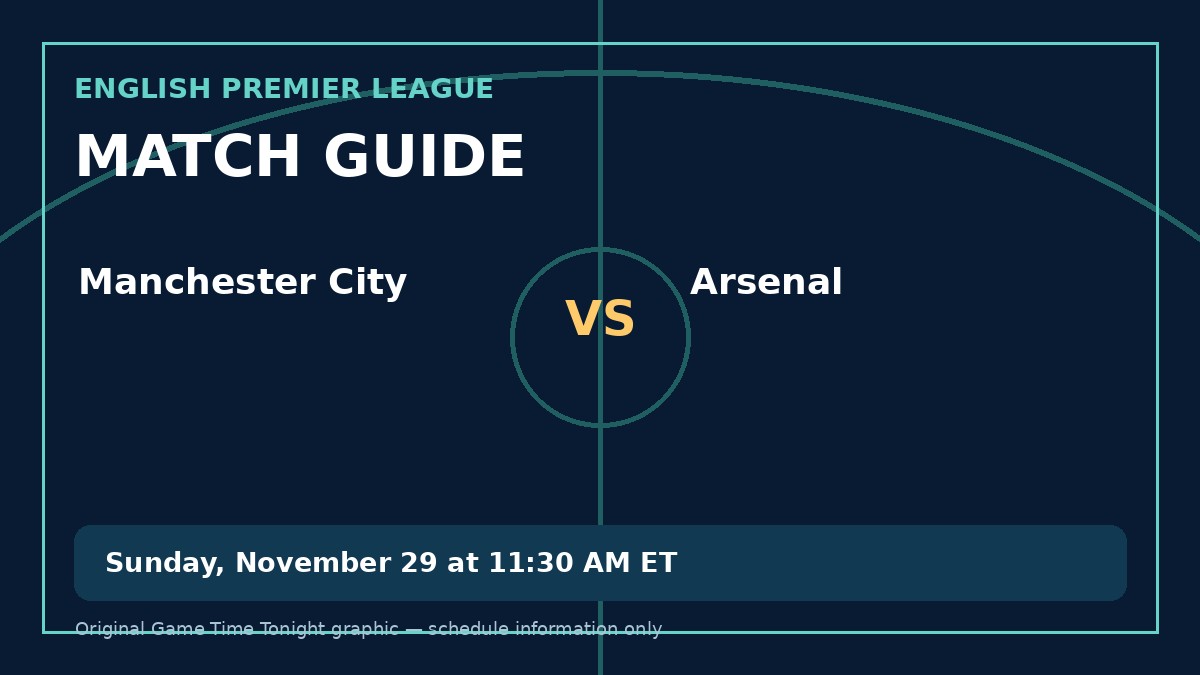 ENGLISH PREMIER LEAGUE
MATCH GUIDE
Manchester City
VS
Arsenal
Sunday, November 29 at 11:30 AM ET
Original Game Time Tonight graphic — schedule information only